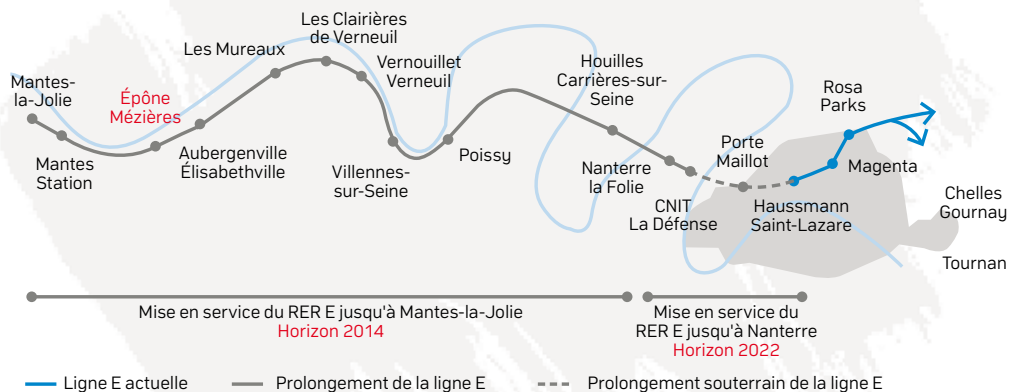 Mantes-
la-Jolie
Mantes
Station
Épône
Mézières
Aubergenville
Élisabethville
Les Mureaux
Les Clairières
de Verneuil
Vernouillet
Verneuil
Villennes-
sur-Seine
Poissy
Houilles
Carrières-sur-
Seine
Nanterre
la Folie
CNIT
La Défense
Porte
Maillot
Haussmann
Saint-Lazare
Magenta
Rosa
Parks
Chelles
Gournay
Tournan
Mise en service du RER E jusqu'à Mantes-la-Jolie
Horizon 2014
Mise en service du
RER E jusqu'à Nanterre
Horizon 2022
Ligne E actuelle
Prolongement de la ligne E
Prolongement souterrain de la ligne E